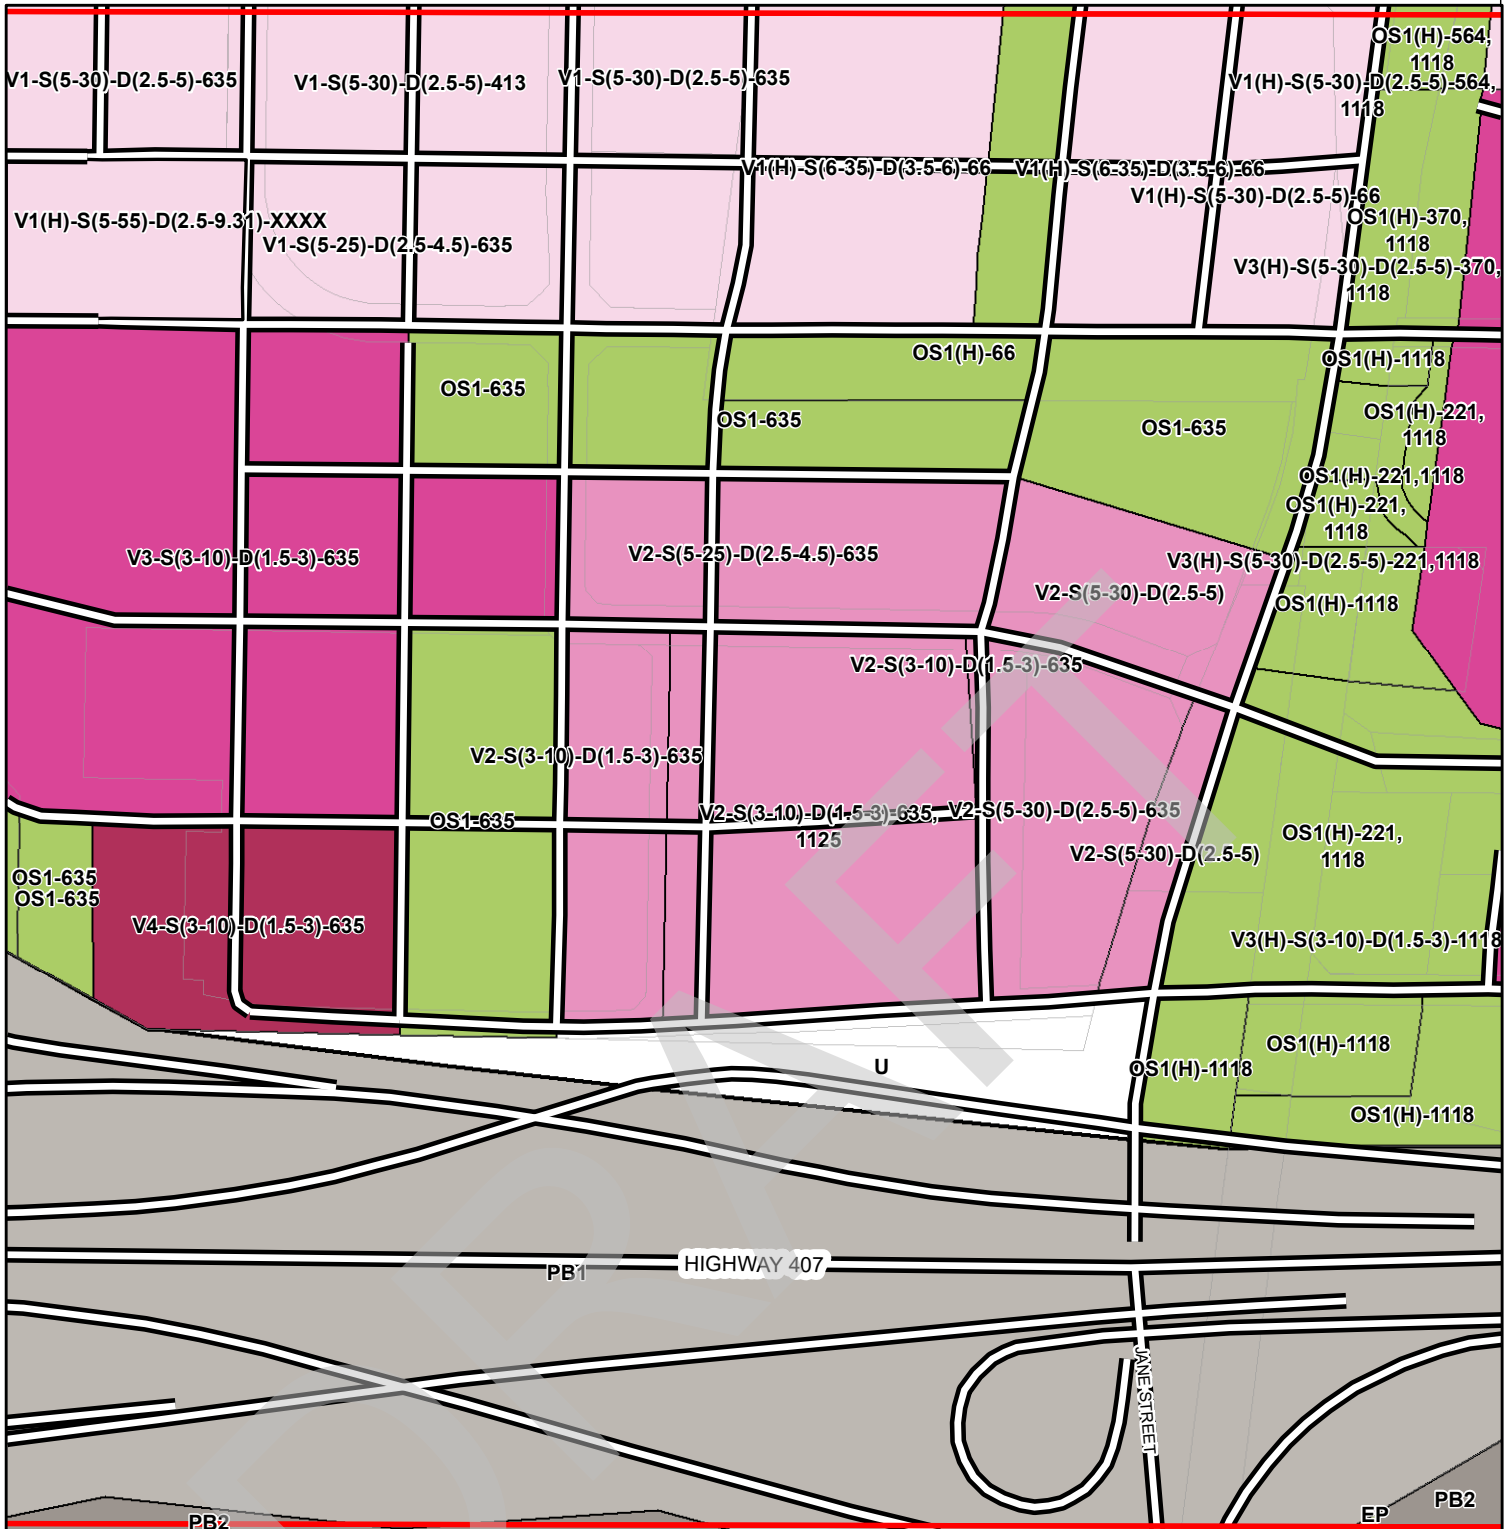 OS1(H)-564,
1118
V1-S(5-30)-D(2.5-5)-635
V1-S(5-30)-D(2.5-5)-413
V1-S(5-30)-D(2.5-5)-635
V1(H)-S(5-30)-D(2.5-5)-564,
1118
V1(H)-S(6-35)-D(3.5-6)-66
V1(H)-S(6-35)-D(3.5-6)-66
V1(H)-S(5-30)-D(2.5-5)-66
V1(H)-S(5-55)-D(2.5-9.31)-XXXX
V1-S(5-25)-D(2.5-4.5)-635
OS1(H)-370,
1118
V3(H)-S(5-30)-D(2.5-5)-370,
1118
OS1(H)-66
OS1(H)-1118
OS1-635
OS1-635
OS1-635
OS1(H)-221,
1118
OS1(H)-221,1118
OS1(H)-221,
1118
V3-S(3-10)-D(1.5-3)-635
V2-S(5-25)-D(2.5-4.5)-635
V3(H)-S(5-30)-D(2.5-5)-221,1118
V2-S(5-30)-D(2.5-5)
OS1(H)-1118
V2-S(3-10)-D(1.5-3)-635
V2-S(3-10)-D(1.5-3)-635
V2-S(3-10)-D(1.5-3)-635,
1125
V2-S(5-30)-D(2.5-5)-635
OS1-635
OS1(H)-221,
1118
V2-S(5-30)-D(2.5-5)
OS1-635
OS1-635
V4-S(3-10)-D(1.5-3)-635
V3(H)-S(3-10)-D(1.5-3)-1118
OS1(H)-1118
U
OS1(H)-1118
OS1(H)-1118
HIGHWAY 407
PB1
JANE STREET
PB2
EP
PB2
DRAFT